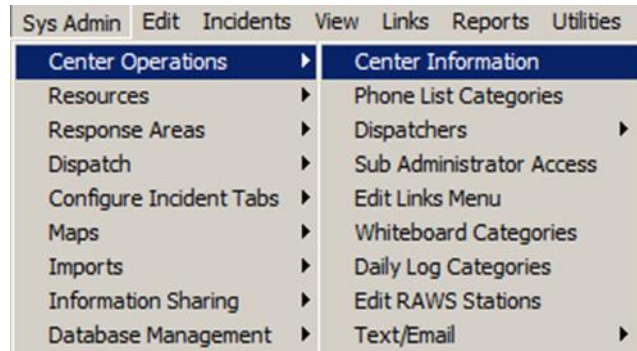 Sys Admin Edit Incidents View Links Reports Utilities
Center Operations
Resources
Response Areas
Dispatch
Configure Incident Tabs
Maps
Imports
Information Sharing
Database Management
Center Information
Phone List Categories
Dispatchers
Sub Administrator Access
Edit Links Menu
Whiteboard Categories
Daily Log Categories
Edit RAWS Stations
Text/Email